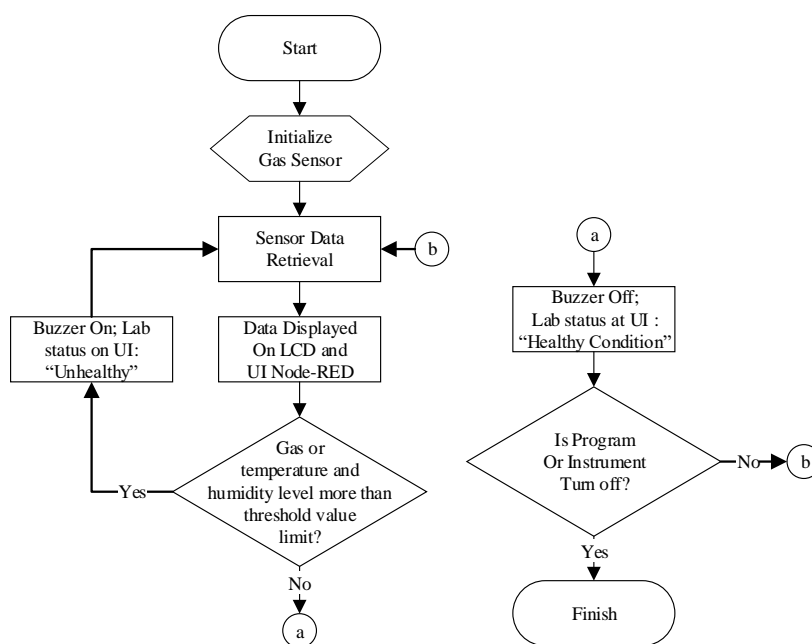 Start
Initialize
Gas Sensor
Sensor Data
Retrieval
b
Buzzer On; Lab
status on UI:
“Unhealthy”
Data Displayed
On LCD and
UI Node-RED
Gas or
temperature and
humidity level more than
threshold value
limit?
Yes
No
a
a
Buzzer Off;
Lab status at UI :
“Healthy Condition”
Is Program
Or Instrument
Turn off?
No
b
Yes
Finish